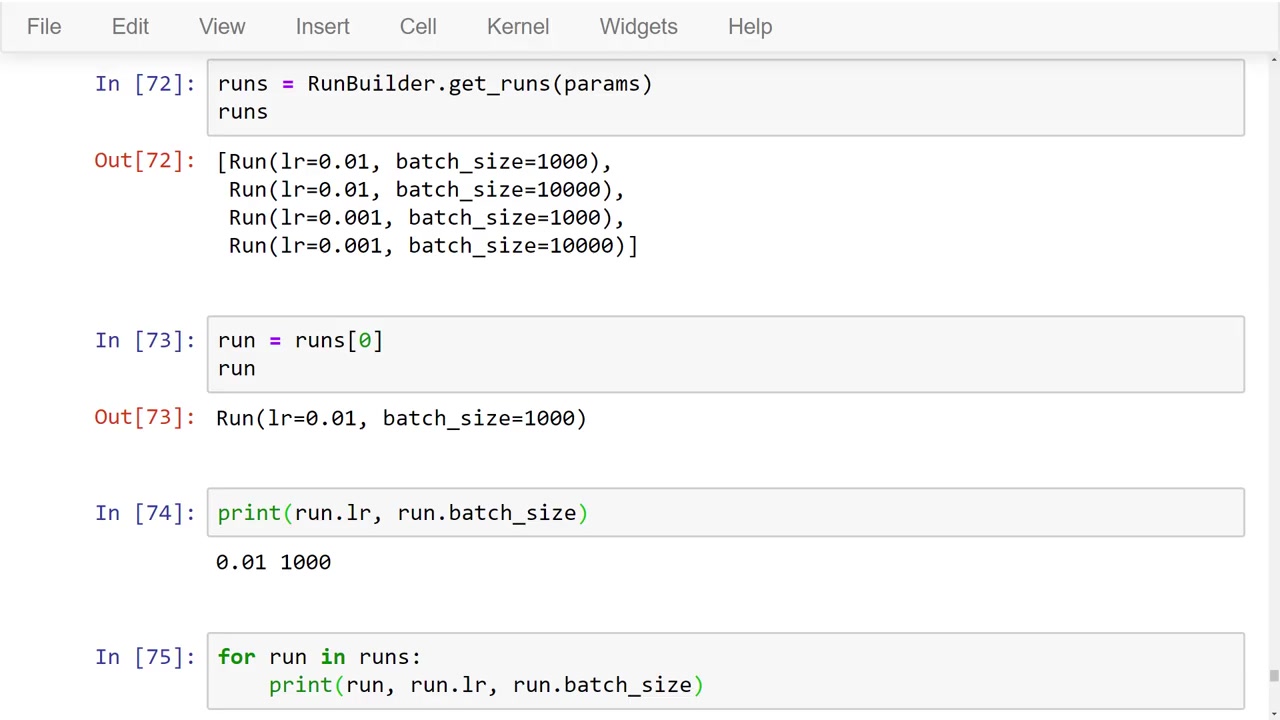 File Edit View Insert Cell Kernel Widgets Help
In [72]: runs = RunBuilder.get_runs(params)
runs
Out[72]: [Run(lr=0.01, batch_size=1000),
 Run(lr=0.01, batch_size=10000),
 Run(lr=0.001, batch_size=1000),
 Run(lr=0.001, batch_size=10000)]
In [73]: run = runs[0]
run
Out[73]: Run(lr=0.01, batch_size=1000)
In [74]: print(run.lr, run.batch_size)
0.01 1000
In [75]: for run in runs:
    print(run, run.lr, run.batch_size)